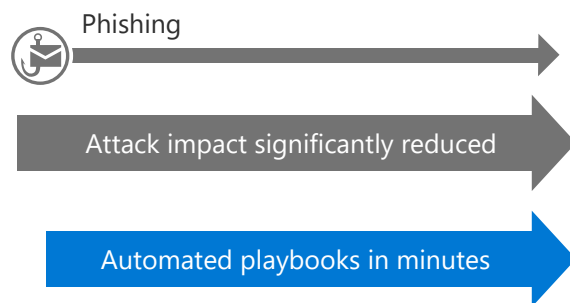 Phishing
Attack impact significantly reduced
Automated playbooks in minutes